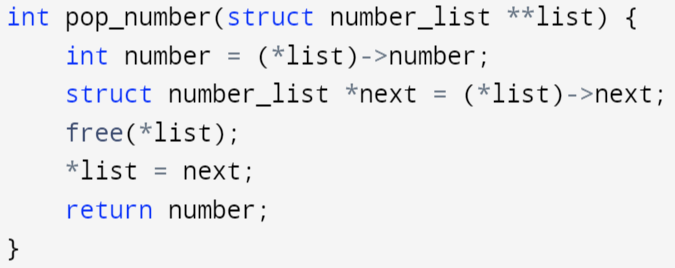 int pop_number(struct number_list **list) {
    int number = (*list)->number;
    struct number_list *next = (*list)->next;
    free(*list);
    *list = next;
    return number;
}